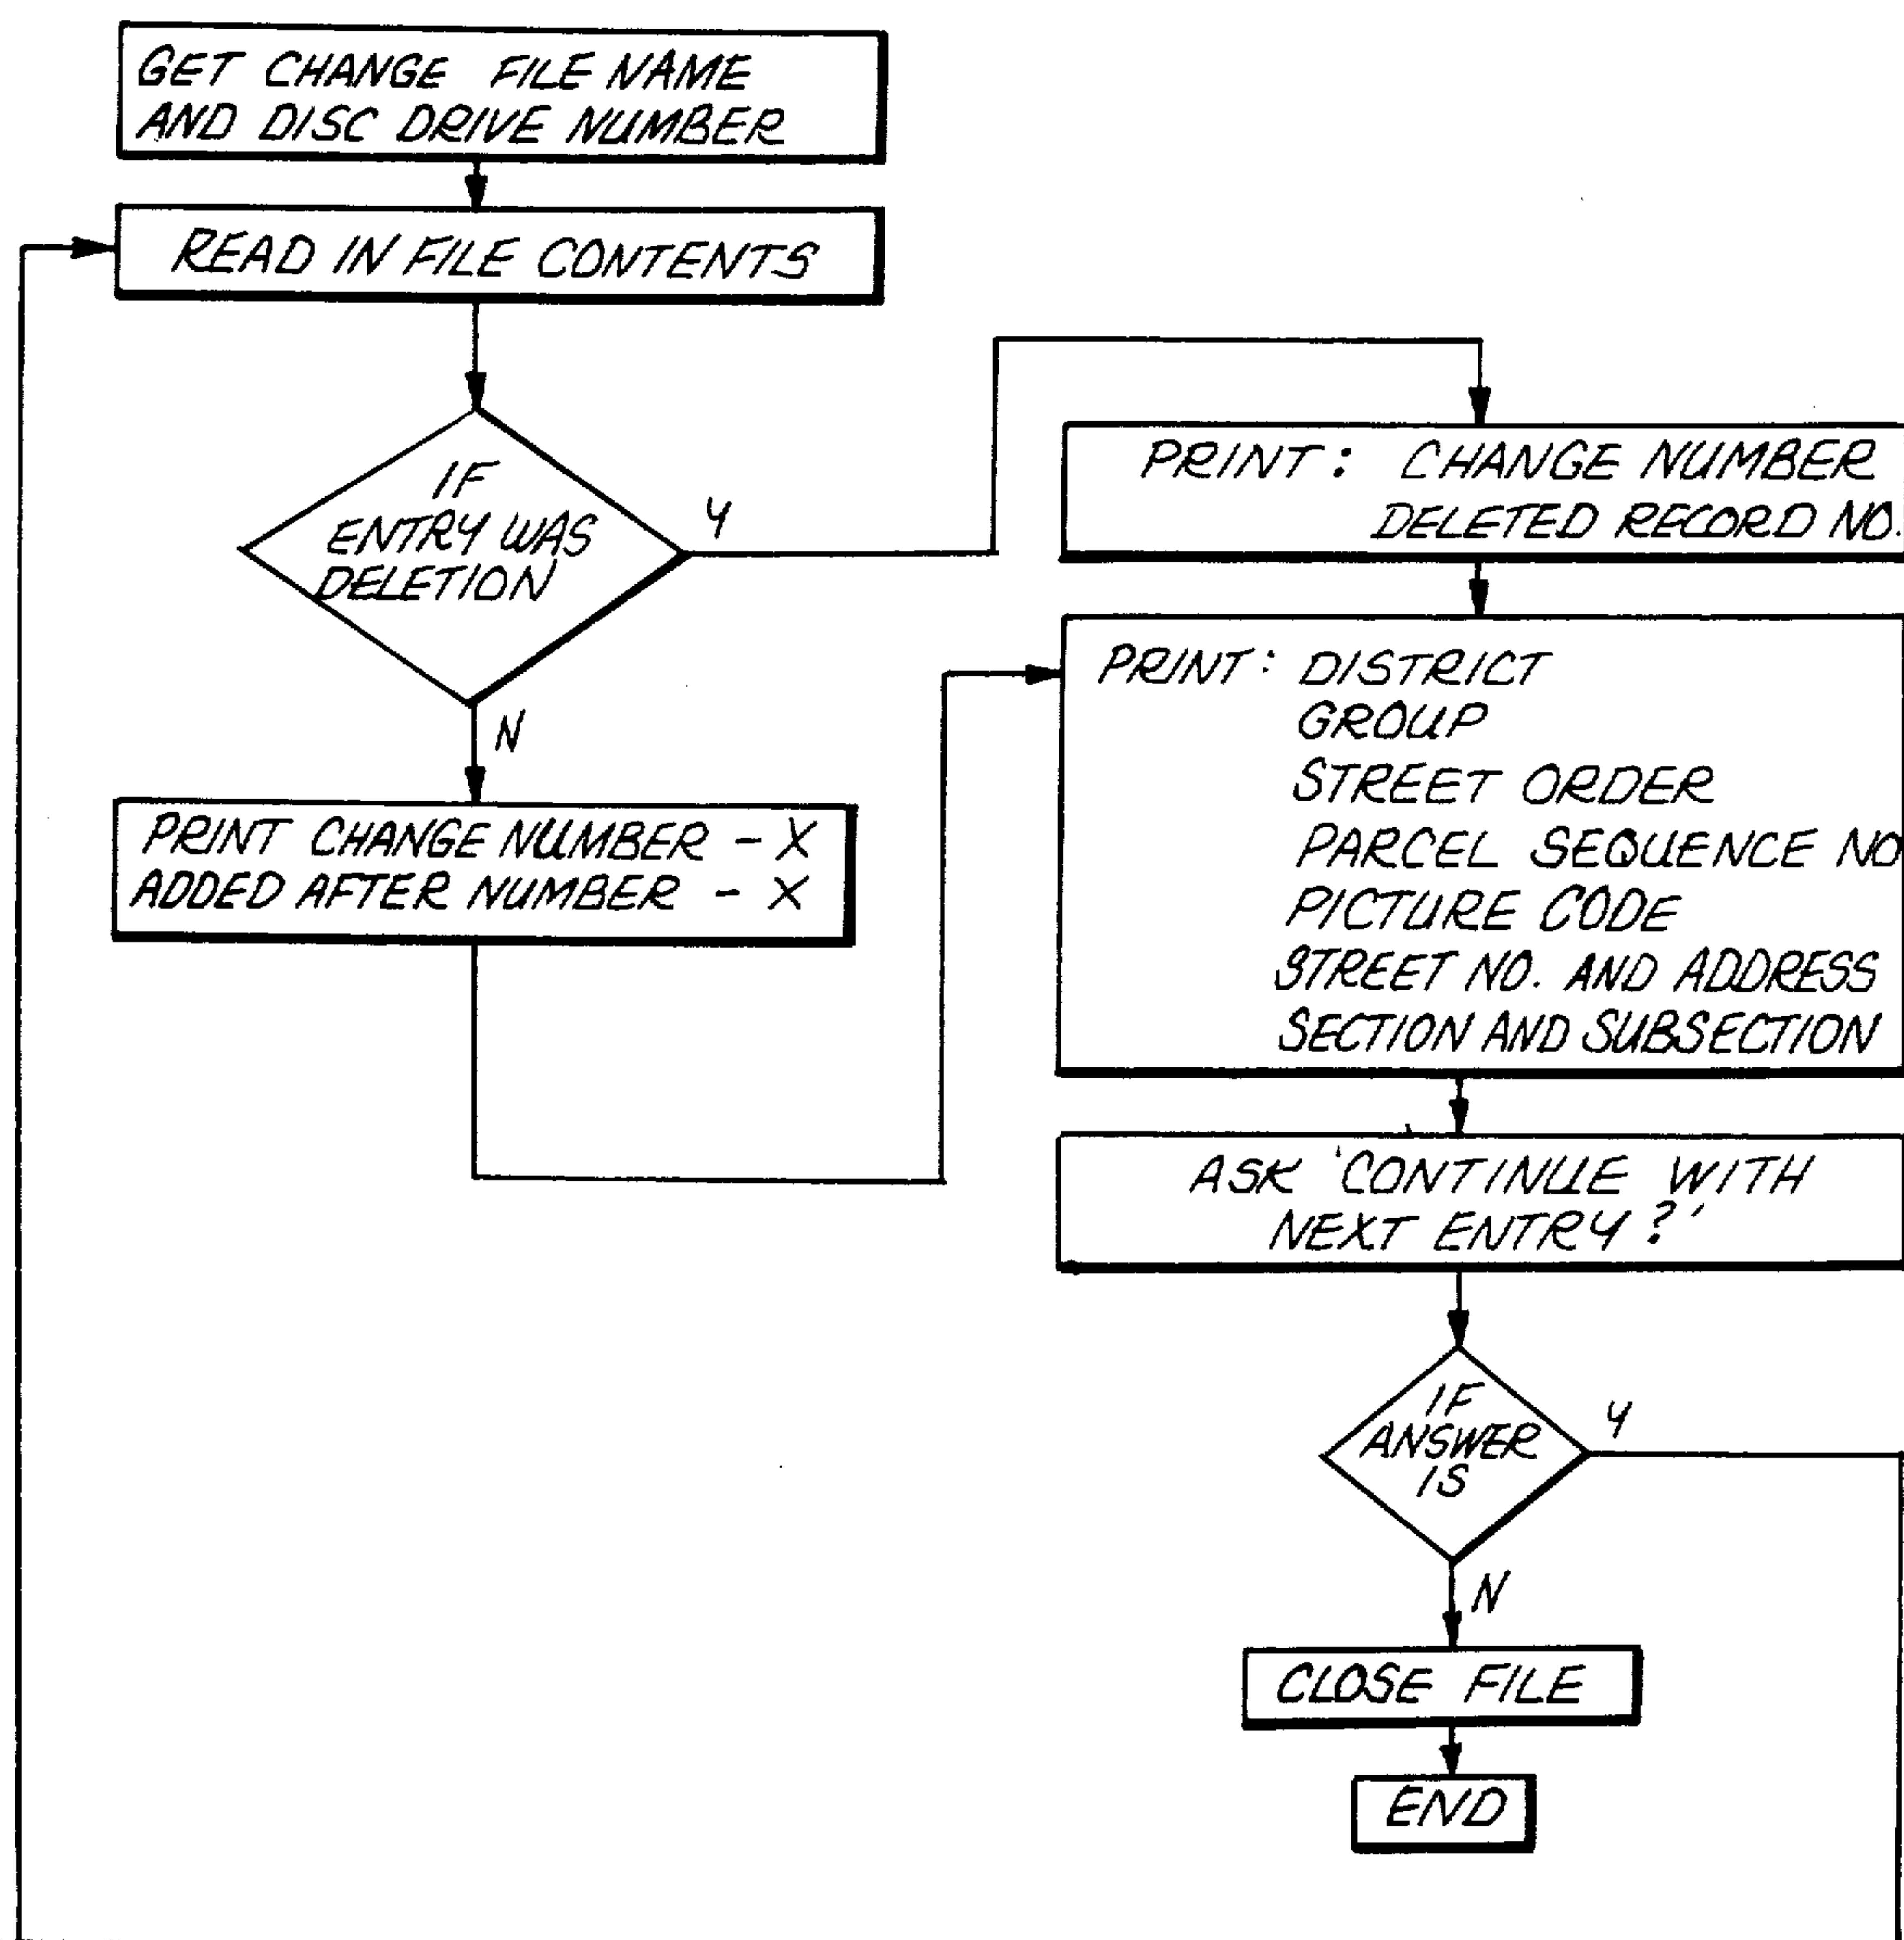 GET CHANGE FILE NAME
AND DISC DRIVE NUMBER
READ IN FILE CONTENTS
IF
ENTRY WAS
DELETION
Y
N
PRINT CHANGE NUMBER - X
ADDED AFTER NUMBER - X
PRINT: CHANGE NUMBER
DELETED RECORD NO.
PRINT: DISTRICT
GROUP
STREET ORDER
PARCEL SEQUENCE NO
PICTURE CODE
STREET NO. AND ADDRESS
SECTION AND SUBSECTION
ASK 'CONTINUE WITH
NEXT ENTRY?'
IF
ANSWER
IS
Y
N
CLOSE FILE
END